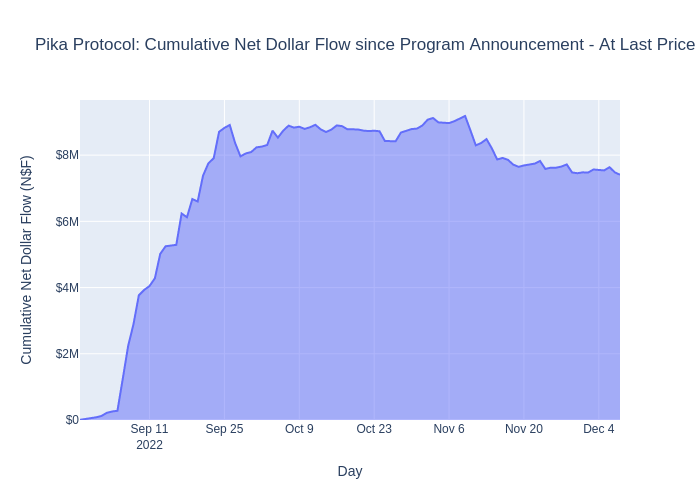 Pika Protocol: Cumulative Net Dollar Flow since Program Announcement - At Last Price
Cumulative Net Dollar Flow (N$F)
$8M
$6M
$4M
$2M
$0
Sep 11
2022
Sep 25
Oct 9
Oct 23
Nov 6
Nov 20
Dec 4
Day